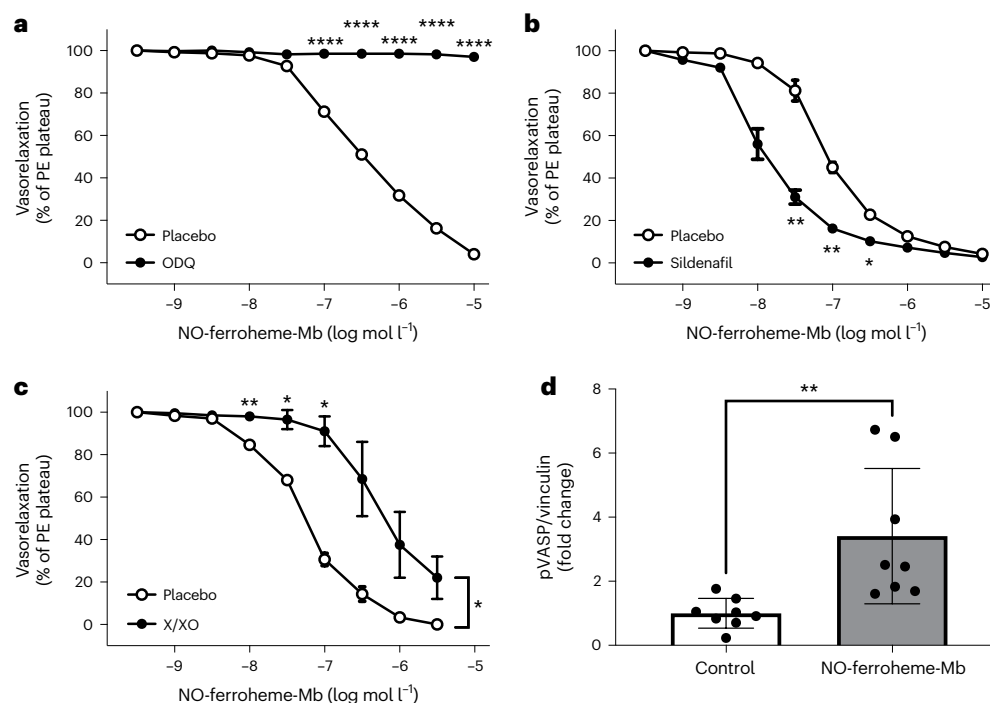 a
****
****
****
****
****
100
80
60
40
20
0
Vasorelaxation
(% of PE plateau)
Placebo
ODQ
–9
–8
–7
–6
–5
NO-ferroheme-Mb (log mol l⁻¹)
b
100
80
60
40
20
0
Vasorelaxation
(% of PE plateau)
**
**
*
Placebo
Sildenafil
–9
–8
–7
–6
–5
NO-ferroheme-Mb (log mol l⁻¹)
c
**
*
*
100
80
60
40
20
0
Vasorelaxation
(% of PE plateau)
Placebo
X/XO
*
–9
–8
–7
–6
–5
NO-ferroheme-Mb (log mol l⁻¹)
d
8
6
4
2
0
pVASP/vinculin
(fold change)
**
Control
NO-ferroheme-Mb